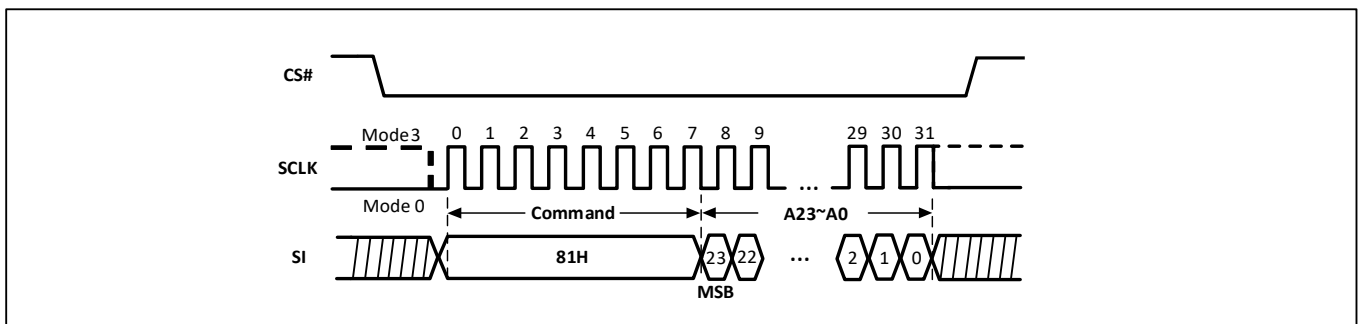 CS#
Mode3 0 1 2 3 4 5 6 7 8 9 29 30 31
SCLK
...
Mode 0 Command A23~A0
SI 81H 23 22 ... 2 1 0
MSB